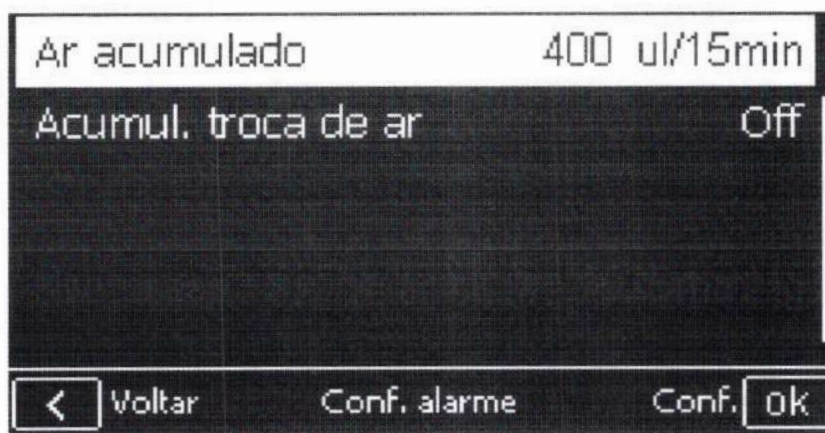 Ar acumulado 400 ul/15min
Acumul. troca de ar Off
< Voltar Conf. alarme Conf. ok